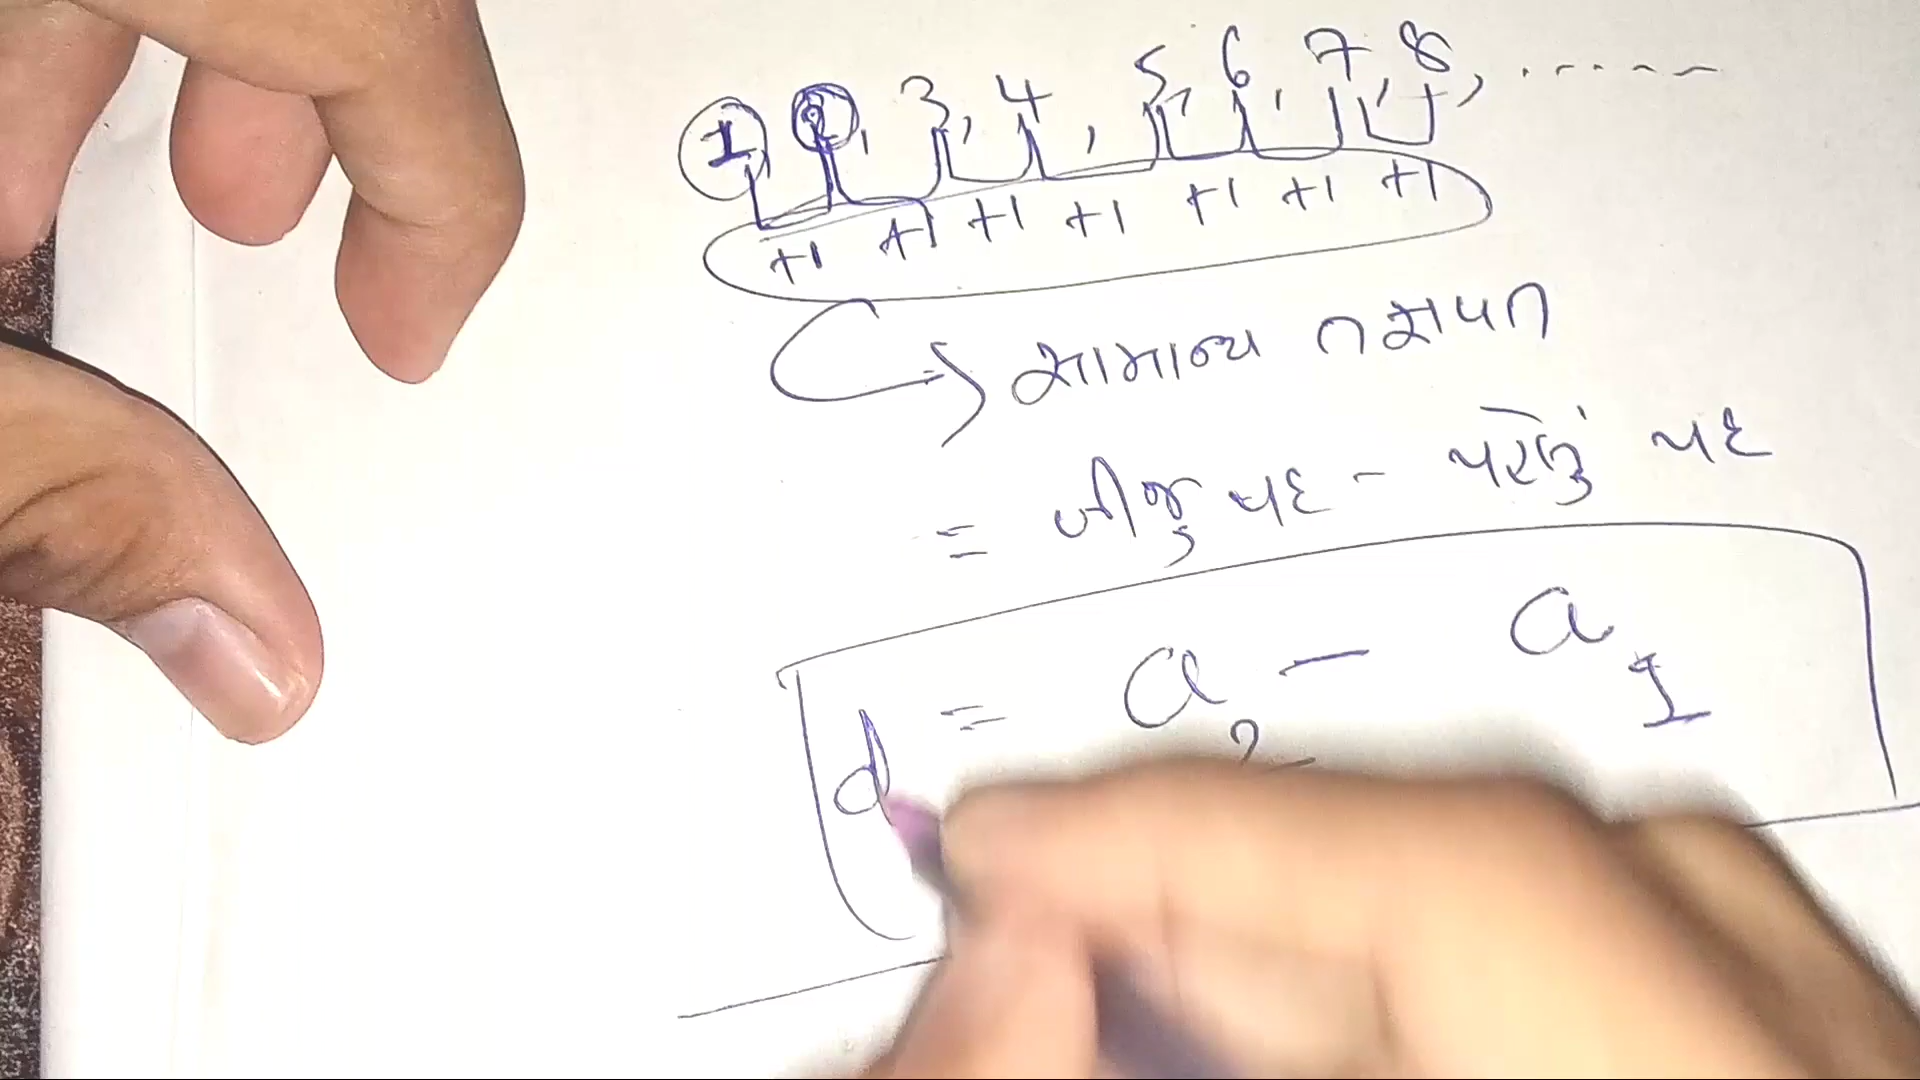 1, 2, 3, 4, 5, 6, 7, 8, ......
+1 +1 +1 +1 +1 +1 +1
સામાન્ય તફાવત
= બીજુ પદ - પહેલું પદ
d = a₂ - a₁